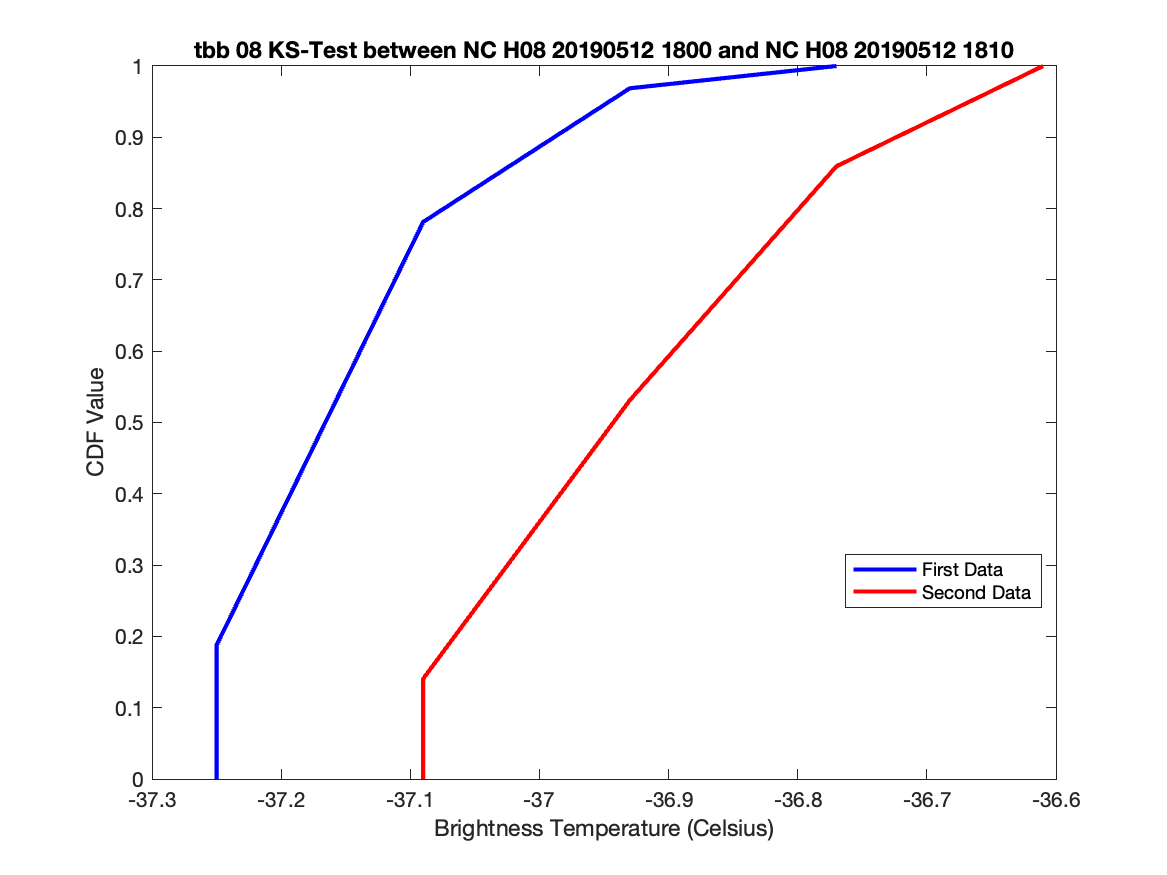 tbb 08 KS-Test between NC H08 20190512 1800 and NC H08 20190512 1810
1
0.9
0.8
0.7
0.6
0.5
0.4
0.3
0.2
0.1
0
CDF Value
First Data
Second Data
-37.3 -37.2 -37.1 -37 -36.9 -36.8 -36.7 -36.6
Brightness Temperature (Celsius)